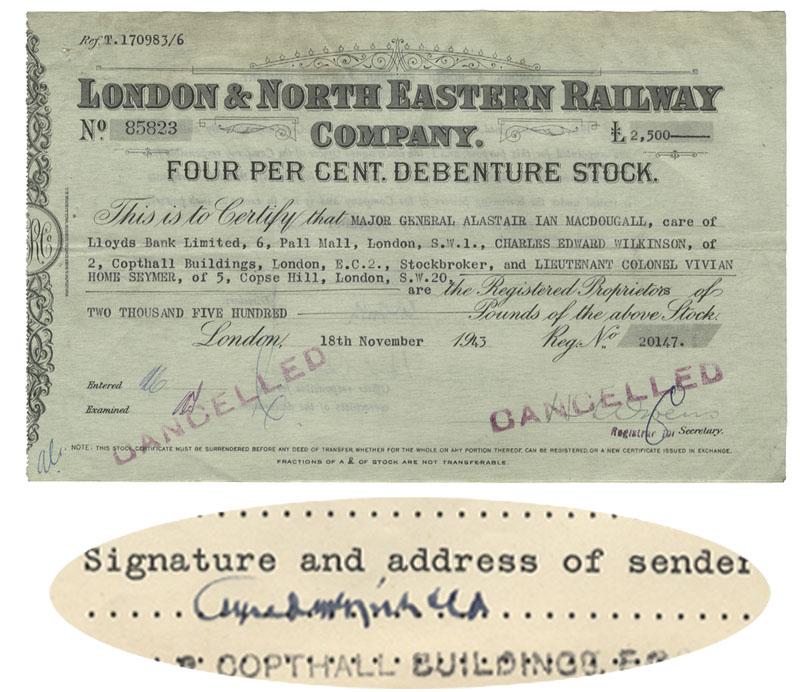 Ref. T.170983/6
LONDON & NORTH EASTERN RAILWAY
Nº 85823 COMPANY. £ 2,500
FOUR PER CENT. DEBENTURE STOCK.
This is to Certify that MAJOR GENERAL ALASTAIR IAN MACDOUGALL, care of
Lloyds Bank Limited, 6, Pall Mall, London, S.W.1., CHARLES EDWARD WILKINSON, of
2, Copthall Buildings, London, E.C.2., Stockbroker, and LIEUTENANT COLONEL VIVIAN
HOME SEYMER, of 5, Copse Hill, London, S.W.20.
are the Registered Proprietors of
TWO THOUSAND FIVE HUNDRED Pounds of the above Stock.
London, 18th November 1943 Reg. Nº 20147.
Entered
Examined
CANCELLED
CANCELLED
Registrar for Secretary.
NOTE: THIS STOCK CERTIFICATE MUST BE SURRENDERED BEFORE ANY DEED OF TRANSFER, WHETHER FOR THE WHOLE OR ANY PORTION THEREOF, CAN BE REGISTERED, OR A NEW CERTIFICATE ISSUED IN EXCHANGE.
FRACTIONS OF A £ OF STOCK ARE NOT TRANSFERABLE.
Signature and address of sender
COPTHALL BUILDINGS,